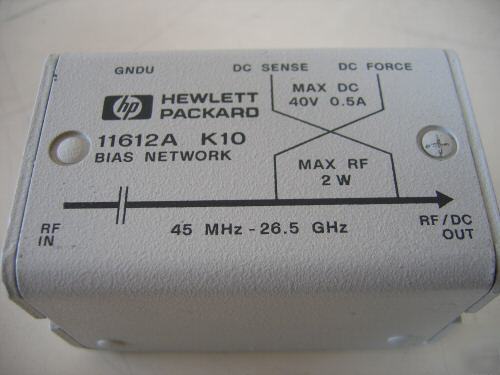 GNDU DC SENSE DC FORCE
hp HEWLETT PACKARD
MAX DC
40V 0.5A
11612A K10
BIAS NETWORK
MAX RF
2 W
RF IN
45 MHz - 26.5 GHz
RF/DC OUT